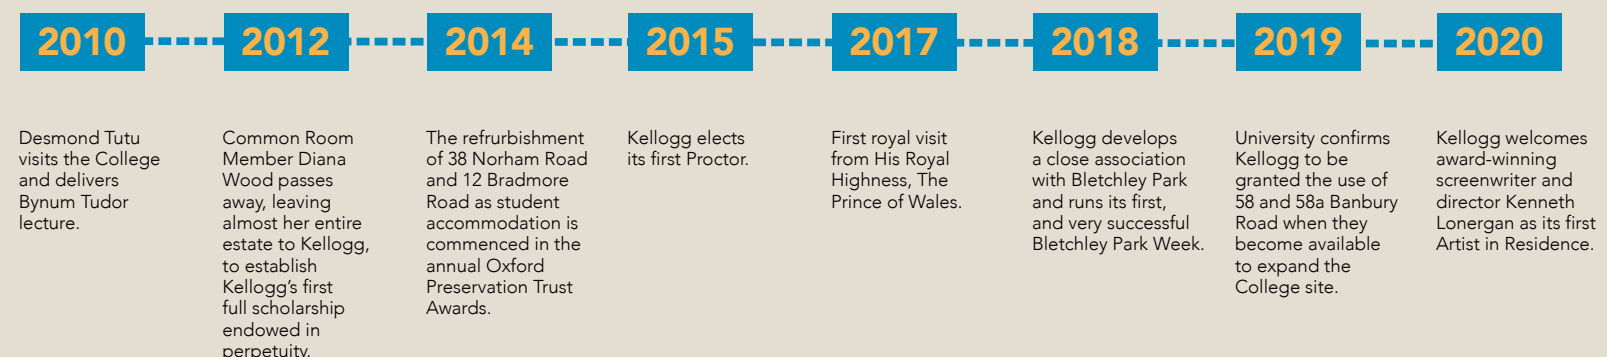 2010
2012
2014
2015
2017
2018
2019
2020
Desmond Tutu
visits the College
and delivers
Bynum Tudor
lecture.
Common Room
Member Diana
Wood passes
away, leaving
almost her entire
estate to Kellogg,
to establish
Kellogg’s first
full scholarship
endowed in
perpetuity.
The refrurbishment
of 38 Norham Road
and 12 Bradmore
Road as student
accommodation is
commenced in the
annual Oxford
Preservation Trust
Awards.
Kellogg elects
its first Proctor.
First royal visit
from His Royal
Highness, The
Prince of Wales.
Kellogg develops
a close association
with Bletchley Park
and runs its first,
and very successful
Bletchley Park Week.
University confirms
Kellogg to be
granted the use of
58 and 58a Banbury
Road when they
become available
to expand the
College site.
Kellogg welcomes
award-winning
screenwriter and
director Kenneth
Lonergan as its first
Artist in Residence.